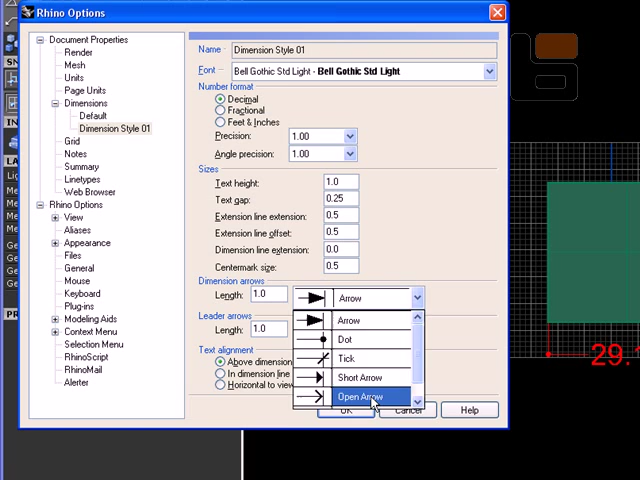 Rhino Options
Document Properties
Render
Mesh
Units
Page Units
Dimensions
Default
Dimension Style 01
Grid
Notes
Summary
Linetypes
Web Browser
Rhino Options
View
Aliases
Appearance
Files
General
Mouse
Keyboard
Plug-ins
Modeling Aids
Context Menu
Selection Menu
RhinoScript
RhinoMail
Alerter
Name
Dimension Style 01
Font
Bell Gothic Std Light - Bell Gothic Std Light
Number format
Decimal
Fractional
Feet & Inches
Precision:
1.00
Angle precision:
1.00
Sizes
Text height:
1.0
Text gap:
0.25
Extension line extension:
0.5
Extension line offset:
0.5
Dimension line extension:
0.0
Centermark size:
0.5
Dimension arrows
Length:
1.0
Arrow
Arrow
Dot
Tick
Short Arrow
Open Arrow
Leader arrows
Length:
1.0
Text alignment
Above dimension
In dimension line
Horizontal to view
OK
Cancel
Help